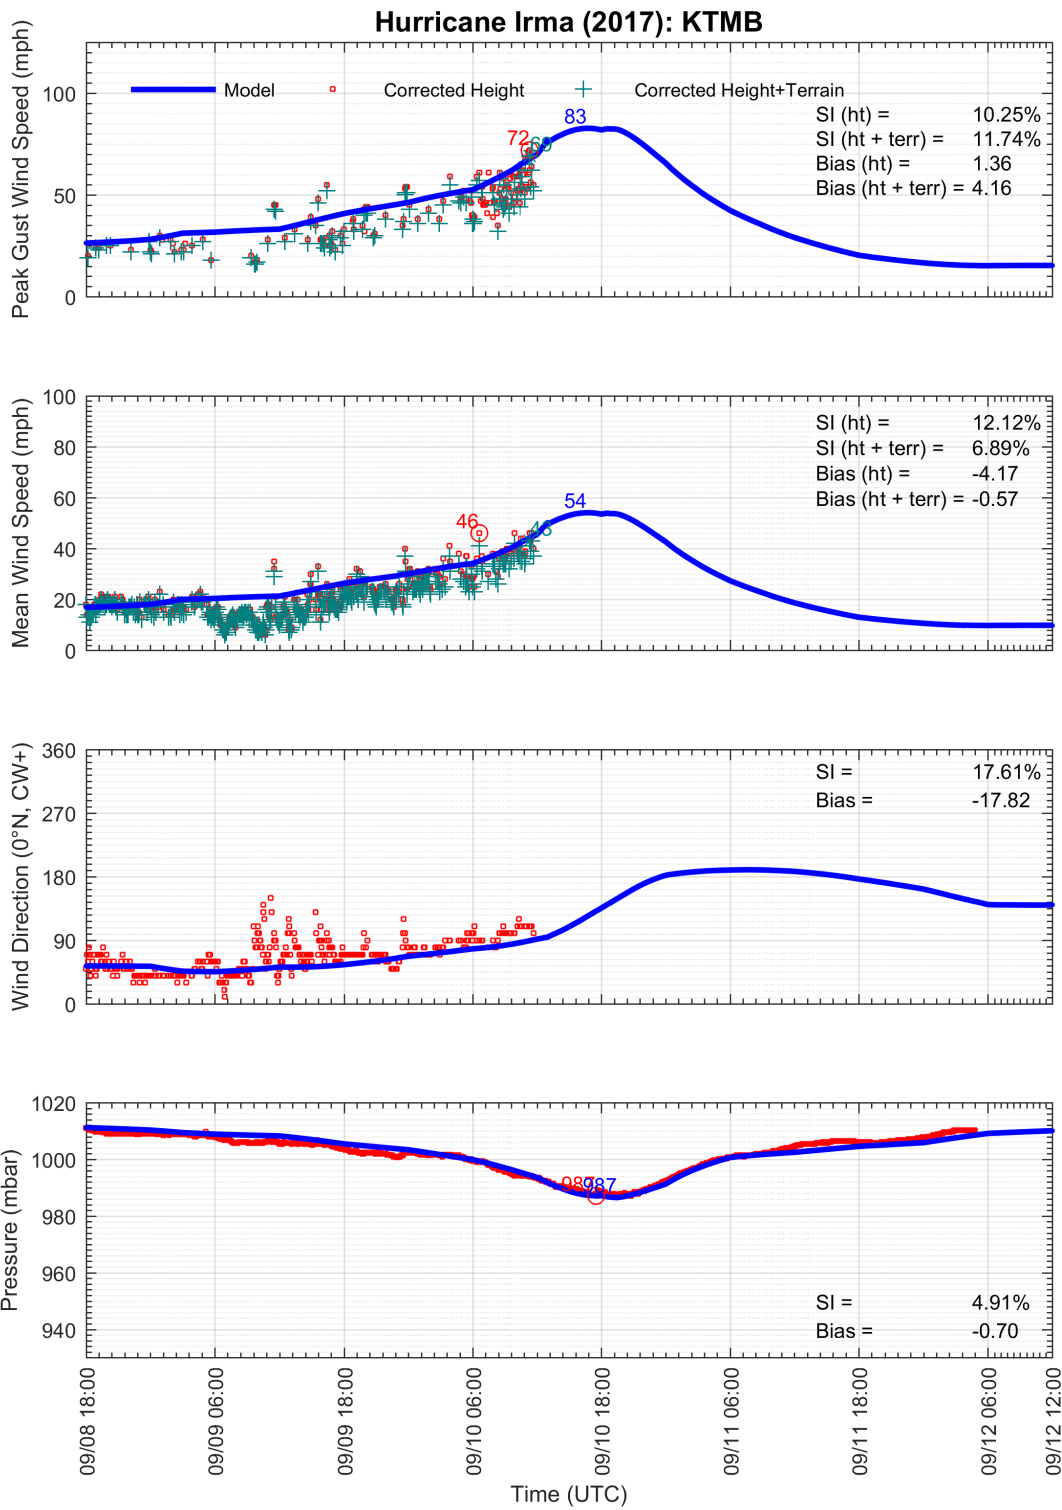 Hurricane Irma (2017): KTMB
Peak Gust Wind Speed (mph)
100
50
0
Model
Corrected Height
Corrected Height+Terrain
83
72
69
SI (ht) = 10.25%
SI (ht + terr) = 11.74%
Bias (ht) = 1.36
Bias (ht + terr) = 4.16
Mean Wind Speed (mph)
100
80
60
40
20
0
54
46
SI (ht) = 12.12%
SI (ht + terr) = 6.89%
Bias (ht) = -4.17
Bias (ht + terr) = -0.57
Wind Direction (0°N, CW+)
360
270
180
90
0
SI = 17.61%
Bias = -17.82
Pressure (mbar)
1020
1000
980
960
940
987
987
SI = 4.91%
Bias = -0.70
09/08 18:00
09/09 06:00
09/09 18:00
09/10 06:00
09/10 18:00
09/11 06:00
09/11 18:00
09/12 06:00
09/12 12:00
Time (UTC)